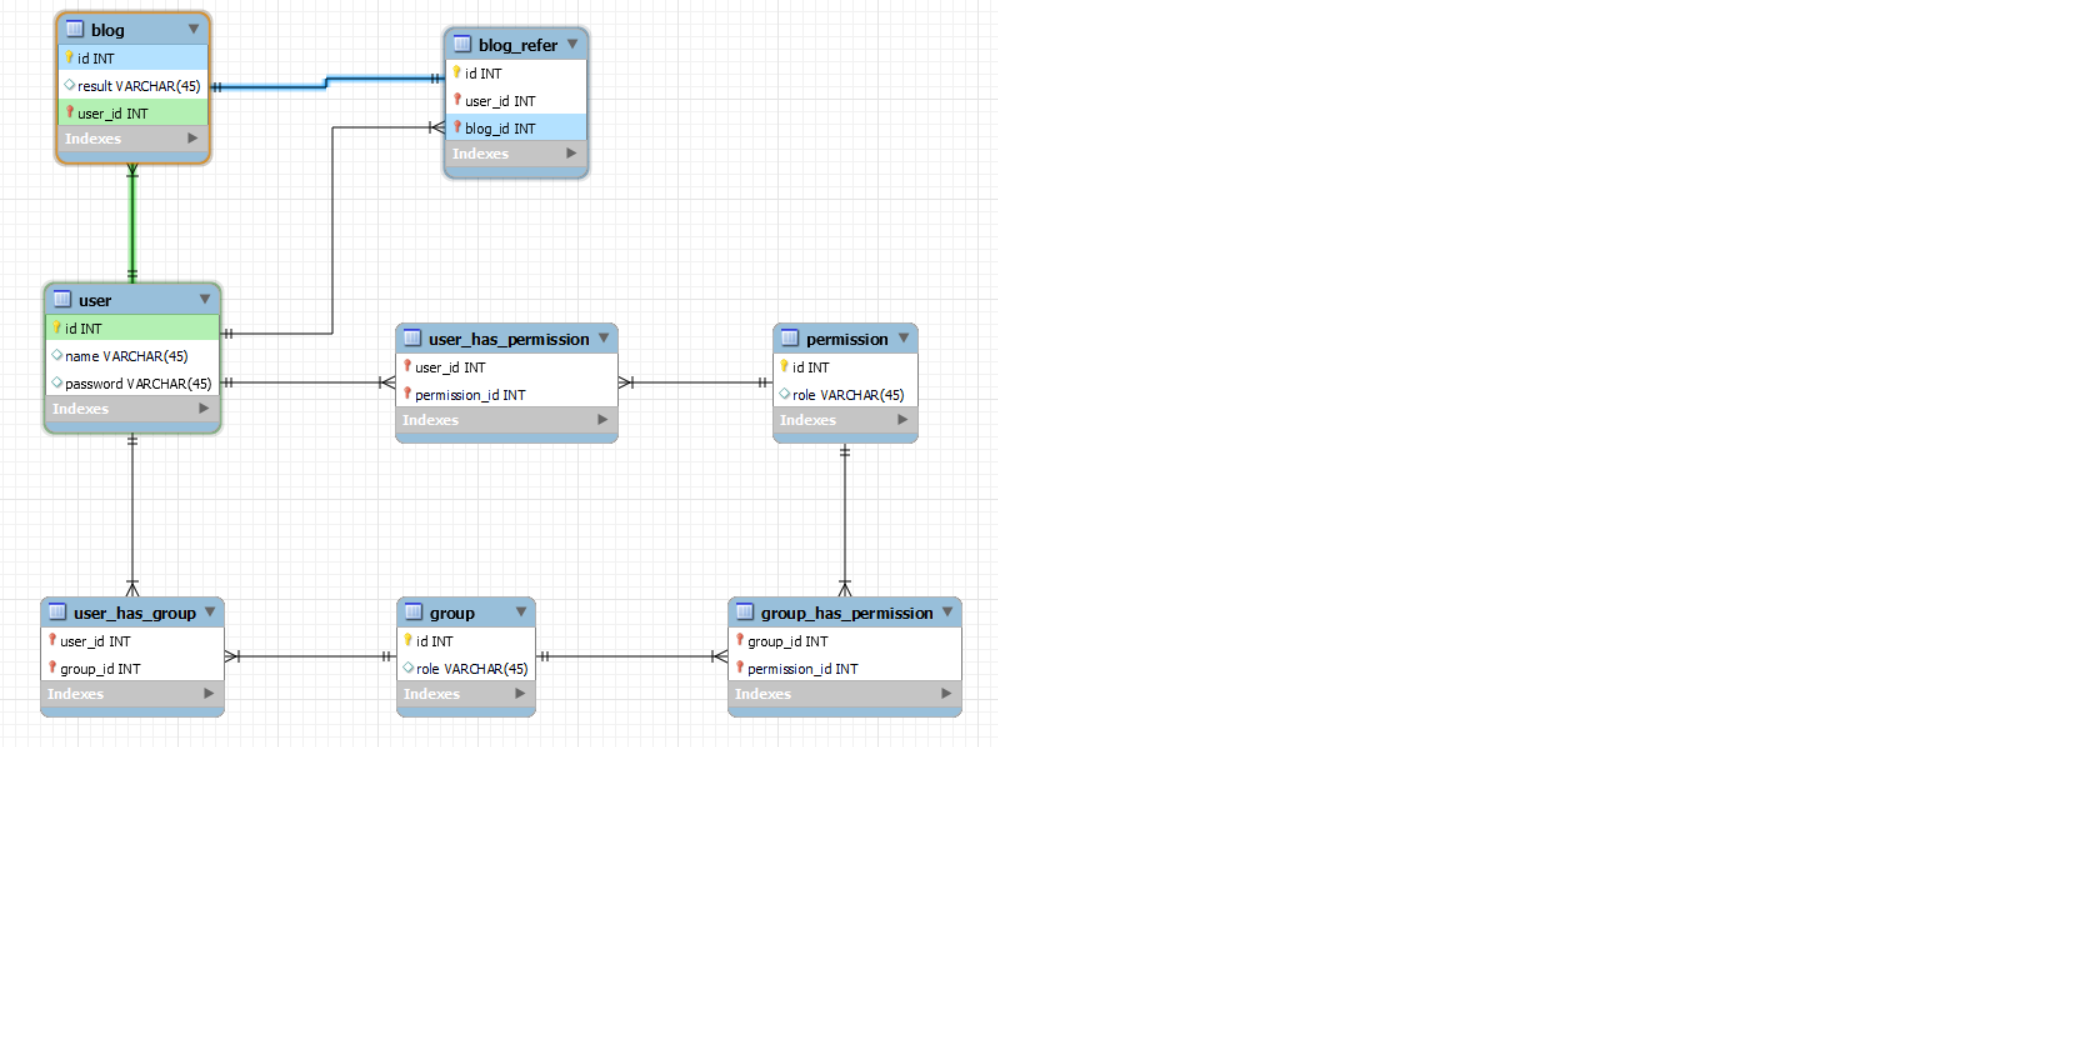 blog
id INT
result VARCHAR(45)
user_id INT
Indexes
blog_refer
id INT
user_id INT
blog_id INT
Indexes
user
id INT
name VARCHAR(45)
password VARCHAR(45)
Indexes
user_has_permission
user_id INT
permission_id INT
Indexes
permission
id INT
role VARCHAR(45)
Indexes
user_has_group
user_id INT
group_id INT
Indexes
group
id INT
role VARCHAR(45)
Indexes
group_has_permission
group_id INT
permission_id INT
Indexes